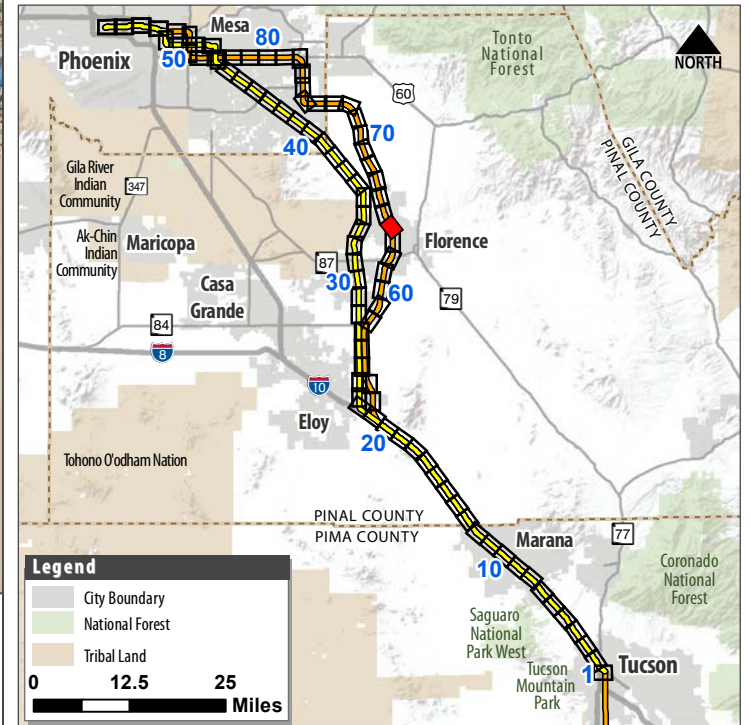 Mesa
80
Phoenix
50
Tonto
National
Forest
NORTH
60
70
40
GILA COUNTY
PINAL COUNTY
Gila River
Indian
Community
347
Ak-Chin
Indian
Community
Maricopa
Florence
87
Casa
Grande
30
60
79
84
8
10
Eloy
20
Tohono O'odham Nation
PINAL COUNTY
PIMA COUNTY
Marana
77
10
Coronado
National
Forest
Saguaro
National
Park West
Tucson
Mountain
Park
1
Tucson
Legend
City Boundary
National Forest
Tribal Land
0 12.5 25
Miles